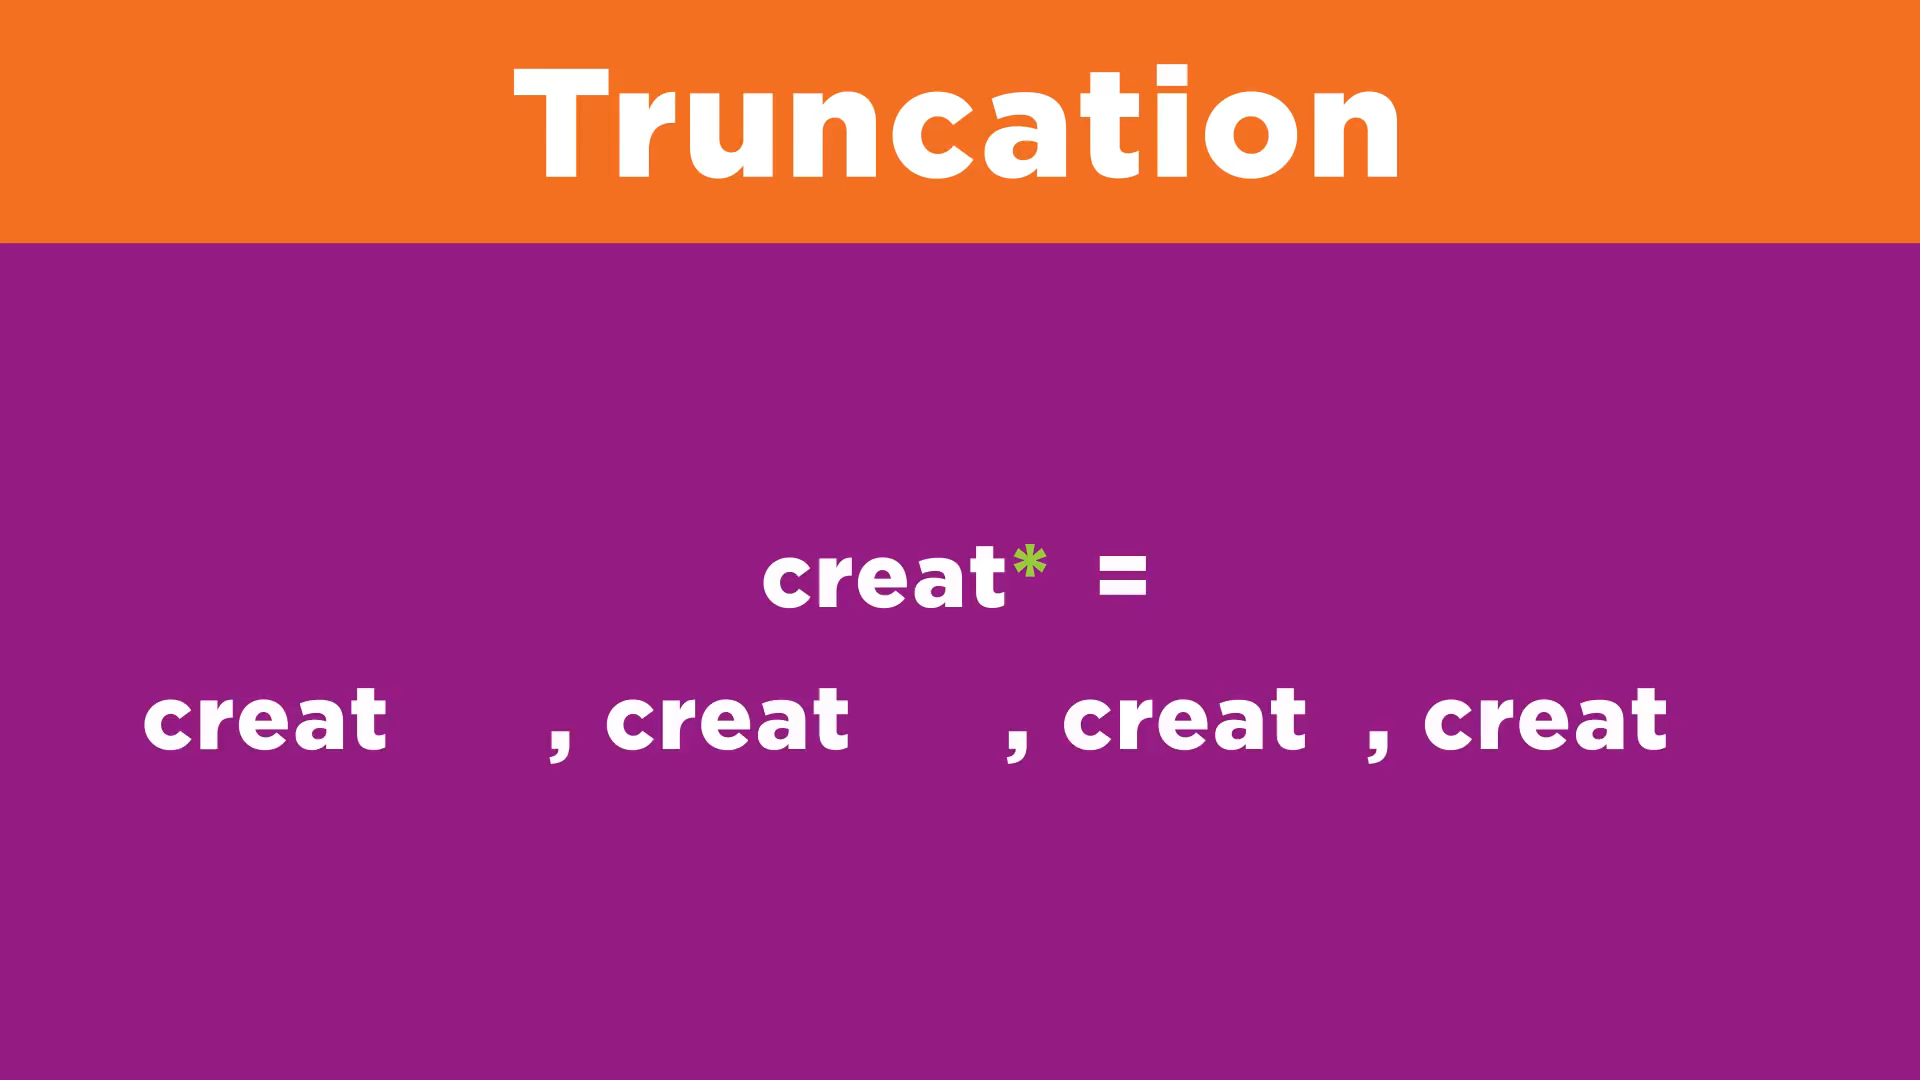 Truncation
creat* =
creat , creat , creat , creat